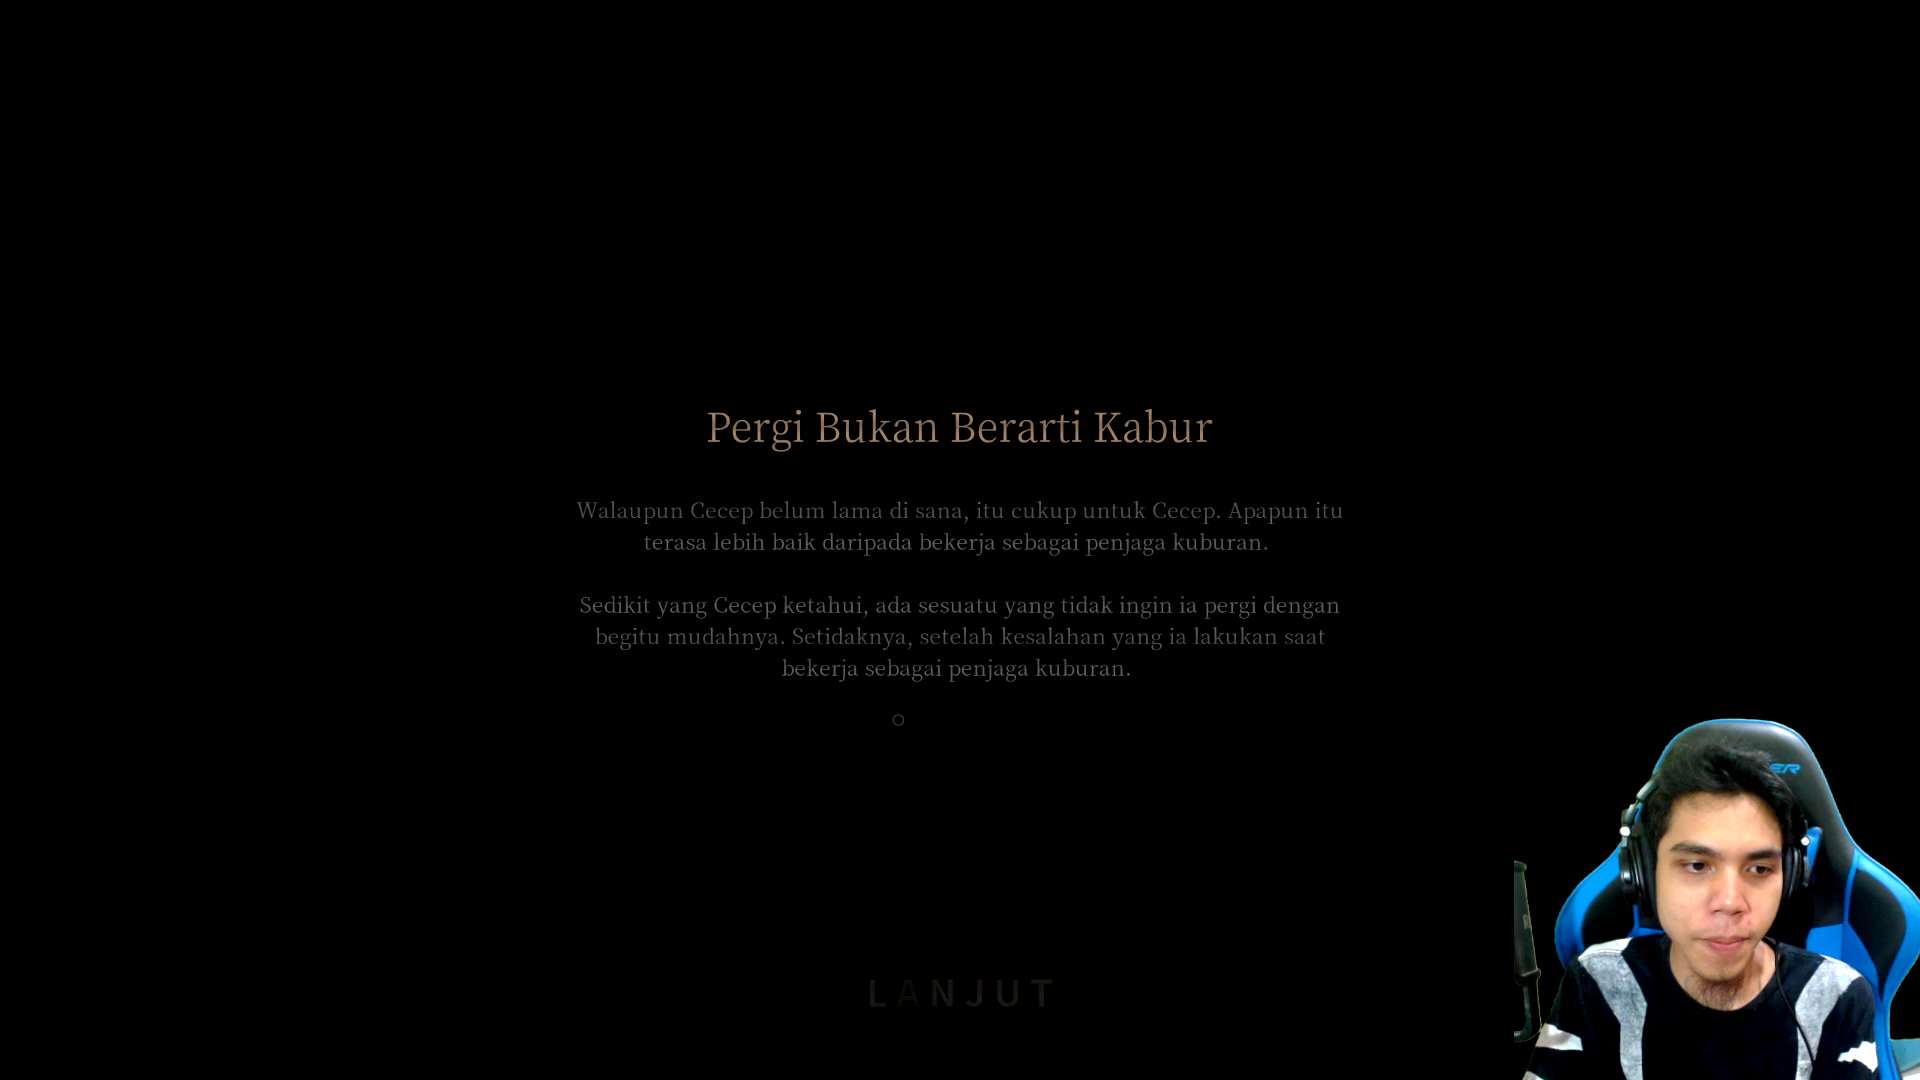 Pergi Bukan Berarti Kabur
Walaupun Cecep belum lama di sana, itu cukup untuk Cecep. Apapun itu
terasa lebih baik daripada bekerja sebagai penjaga kuburan.
Sedikit yang Cecep ketahui, ada sesuatu yang tidak ingin ia pergi dengan
begitu mudahnya. Setidaknya, setelah kesalahan yang ia lakukan saat
bekerja sebagai penjaga kuburan.
ER
LANJUT